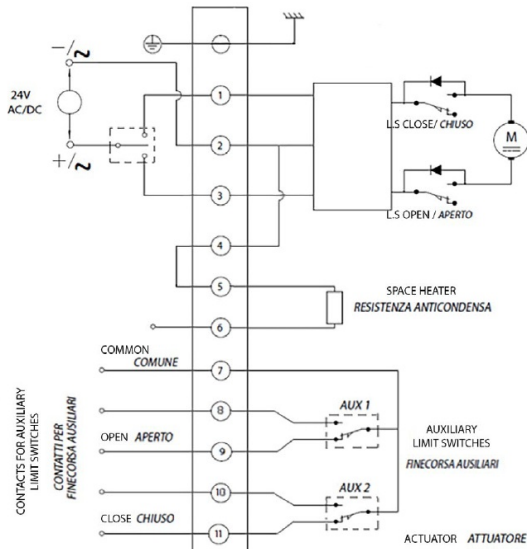 −/~
24V
AC/DC
+/~
1
2
3
4
5
6
7
8
9
10
11
L.S CLOSE/ CHIUSO
M
L.S OPEN / APERTO
SPACE HEATER
RESISTENZA ANTICONDENSA
COMMON
COMUNE
OPEN APERTO
CLOSE CHIUSO
CONTACTS FOR AUXILIARY
LIMIT SWITCHES
CONTATTI PER
FINECORSA AUSILIARI
AUX 1
AUX 2
AUXILIARY
LIMIT SWITCHES
FINECORSA AUSILIARI
ACTUATOR ATTUATORE